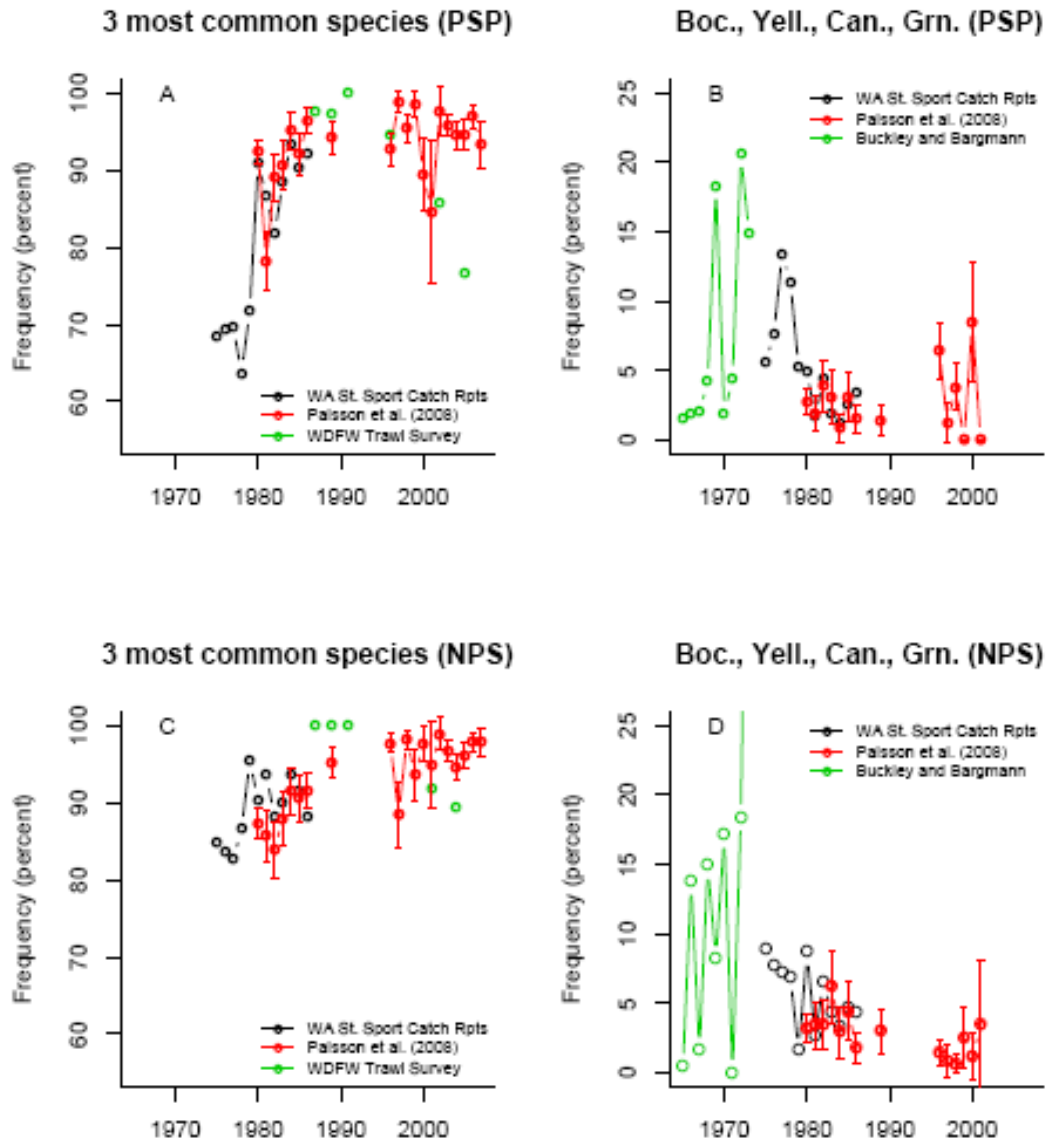 3 most common species (PSP)
A
Frequency (percent)
100
90
80
70
60
WA St. Sport Catch Rpts
Palsson et al. (2008)
WDFW Trawl Survey
1970 1980 1990 2000
Boc., Yell., Can., Grn. (PSP)
B
Frequency (percent)
25
20
15
10
5
0
WA St. Sport Catch Rpts
Palsson et al. (2008)
Buckley and Bargmann
1970 1980 1990 2000
3 most common species (NPS)
C
Frequency (percent)
100
90
80
70
60
WA St. Sport Catch Rpts
Palsson et al. (2008)
WDFW Trawl Survey
1970 1980 1990 2000
Boc., Yell., Can., Grn. (NPS)
D
Frequency (percent)
25
20
15
10
5
0
WA St. Sport Catch Rpts
Palsson et al. (2008)
Buckley and Bargmann
1970 1980 1990 2000